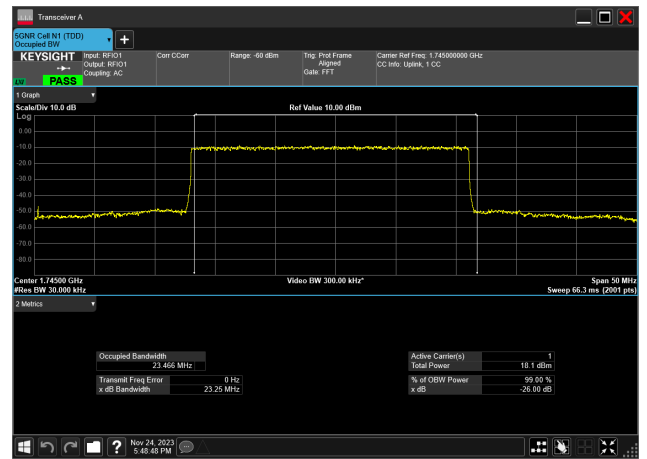 Transceiver A
5GNR Cell N1 (TDD)
Occupied BW
KEYSIGHT Input: RFIO1 Corr CCorr Range: -60 dBm Trig: Prot Frame Carrier Ref Freq: 1.745000000 GHz
Output: RFIO1 Aligned CC Info: Uplink, 1 CC
Coupling: AC Gate: FFT
PASS
1 Graph
Scale/Div 10.0 dB Ref Value 10.00 dBm
Log
0.00
-10.0
-20.0
-30.0
-40.0
-50.0
-60.0
-70.0
-80.0
Center 1.74500 GHz Video BW 300.00 kHz* Span 50 MHz
#Res BW 30.000 kHz Sweep 66.3 ms (2001 pts)
2 Metrics
Occupied Bandwidth Active Carrier(s) 1
23.466 MHz Total Power 18.1 dBm
Transmit Freq Error 0 Hz % of OBW Power 99.00 %
x dB Bandwidth 23.25 MHz x dB -26.00 dB
Nov 24, 2023
5:48:48 PM